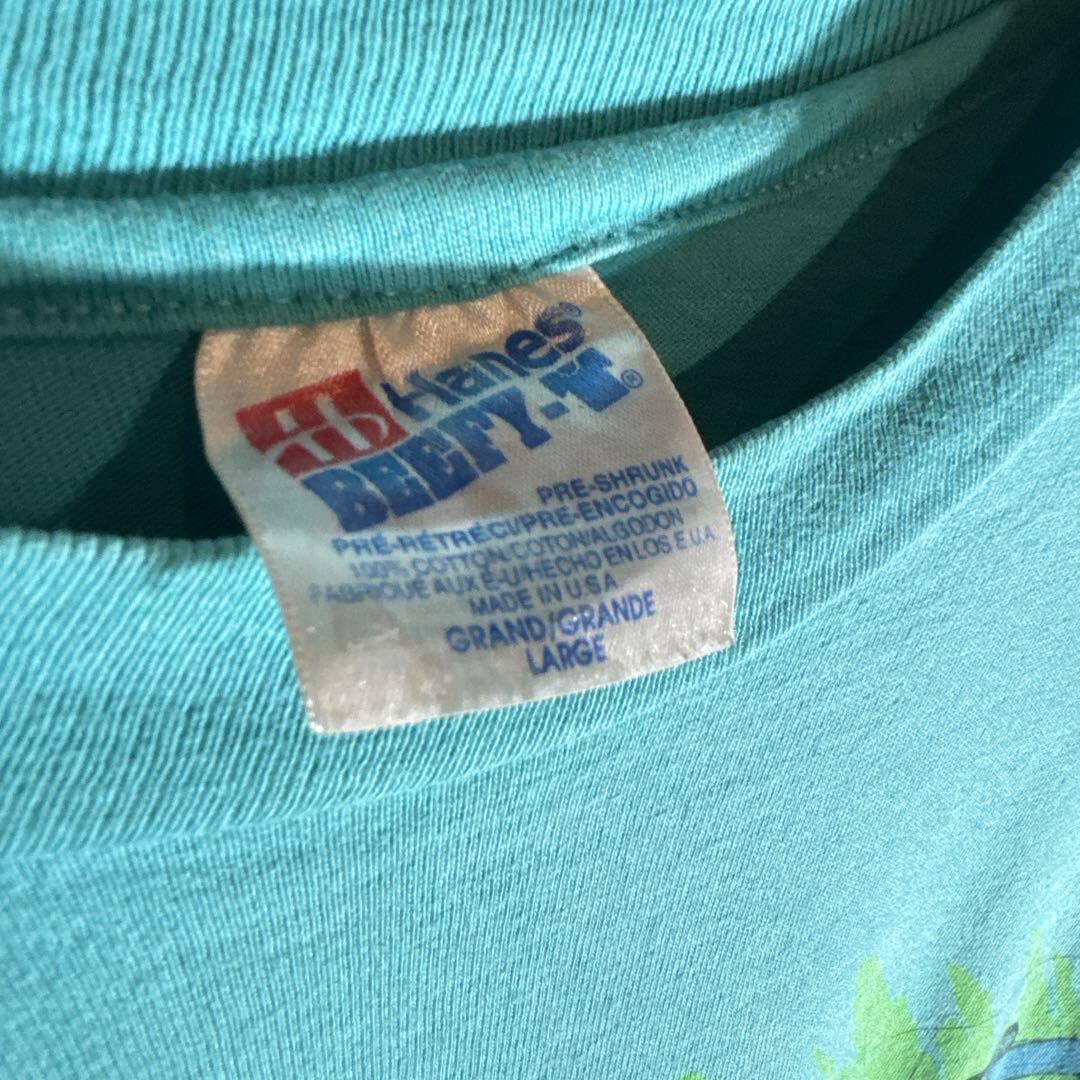 Hanes®
BEEFY-T®
PRE-SHRUNK
PRÉ-RÉTRÉCI/PRE-ENCOGIDO
100% COTTON/COTON/ALGODON
FABRIQUE AUX E-U/HECHO EN LOS E.U.A.
MADE IN U.S.A.
GRAND/GRANDE
LARGE